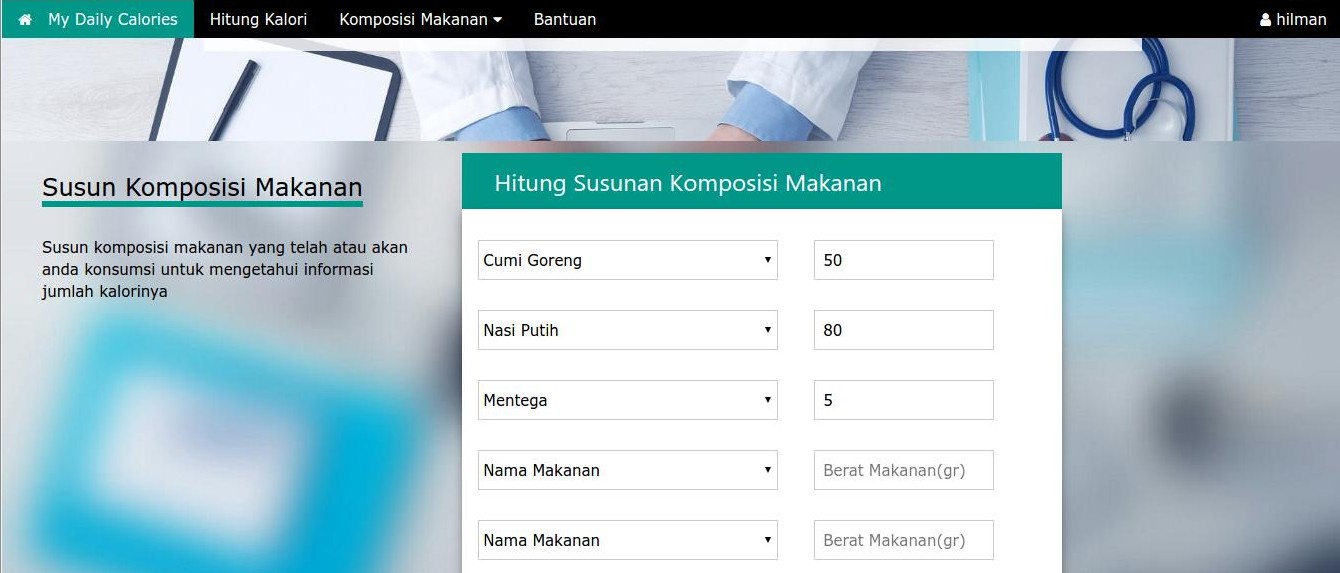 My Daily Calories Hitung Kalori Komposisi Makanan Bantuan hilman
Susun Komposisi Makanan
Susun komposisi makanan yang telah atau akan
anda konsumsi untuk mengetahui informasi
jumlah kalorinya
Hitung Susunan Komposisi Makanan
Cumi Goreng 50
Nasi Putih 80
Mentega 5
Nama Makanan Berat Makanan(gr)
Nama Makanan Berat Makanan(gr)